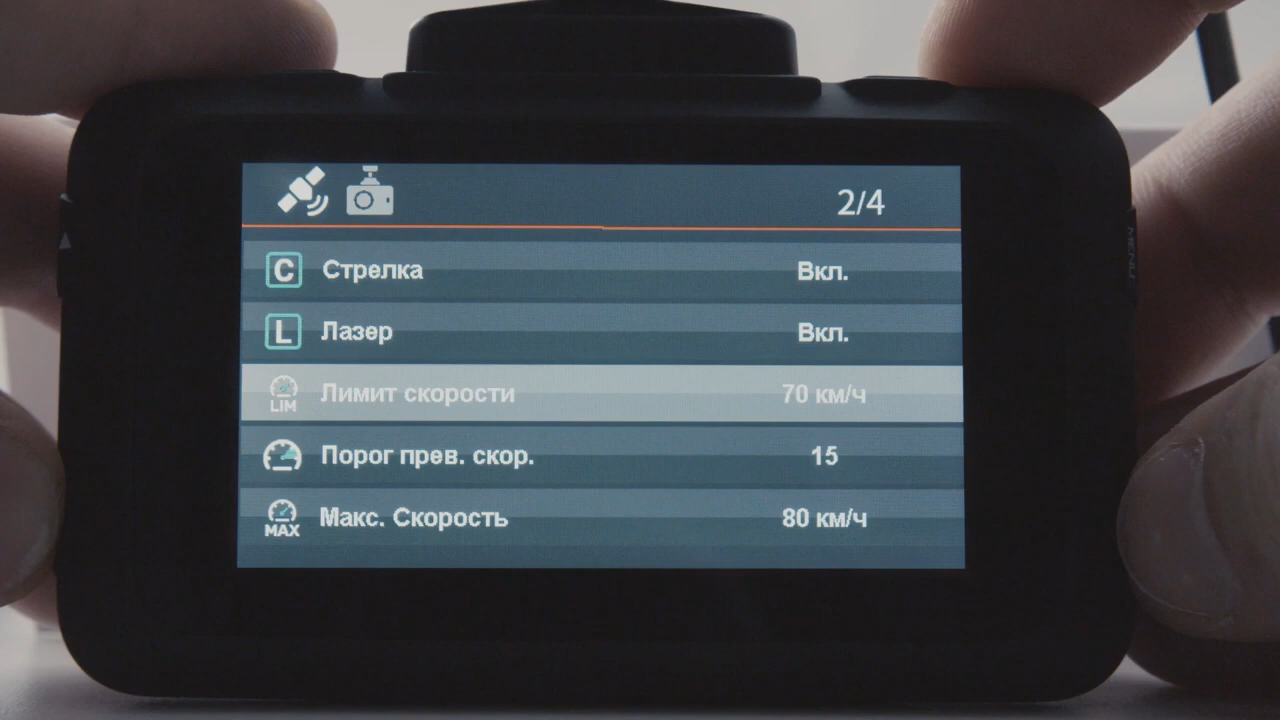 2/4
C Стрелка Вкл.
L Лазер Вкл.
LIM Лимит скорости 70 км/ч
Порог прев. скор. 15
MAX Макс. Скорость 80 км/ч
MENU